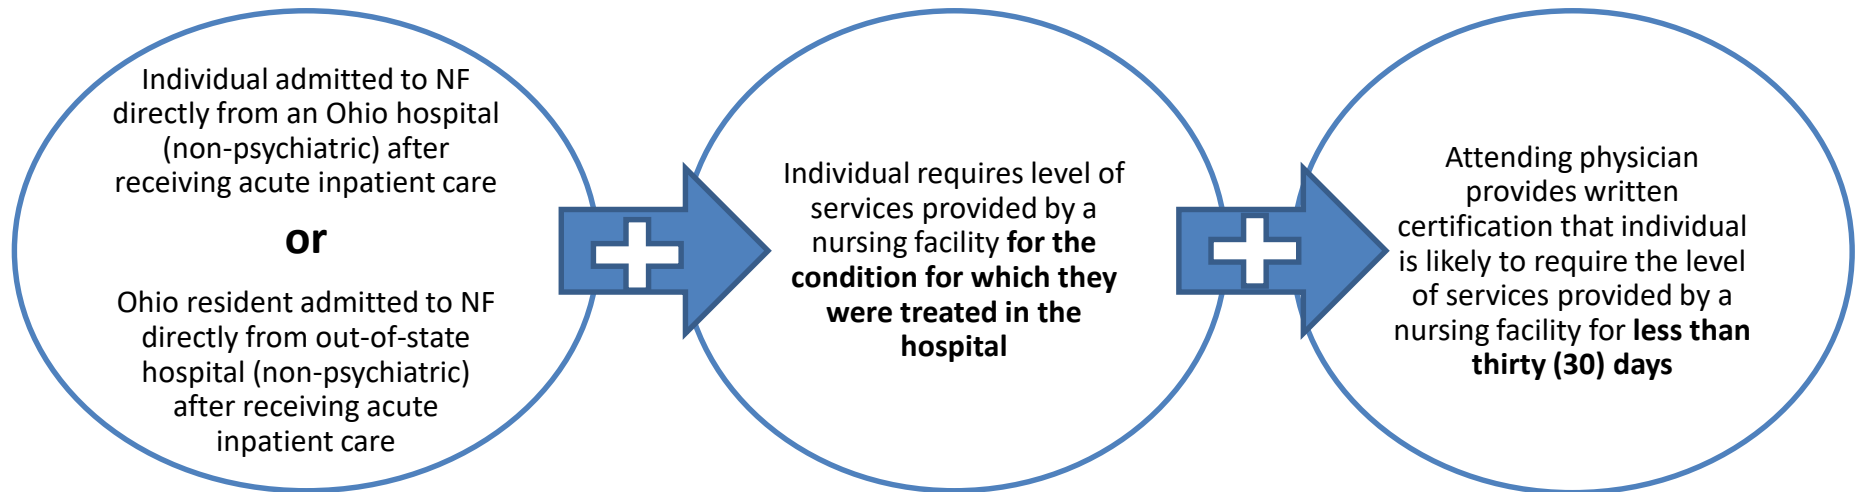 Individual admitted to NF
directly from an Ohio hospital
(non-psychiatric) after
receiving acute inpatient care
or
Ohio resident admitted to NF
directly from out-of-state
hospital (non-psychiatric)
after receiving acute
inpatient care
Individual requires level of
services provided by a
nursing facility for the
condition for which they
were treated in the
hospital
Attending physician
provides written
certification that individual
is likely to require the level
of services provided by a
nursing facility for less than
thirty (30) days